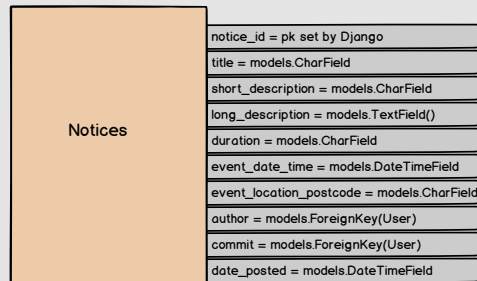 Notices
notice_id = pk set by Django
title = models.CharField
short_description = models.CharField
long_description = models.TextField()
duration = models.CharField
event_date_time = models.DateTimeField
event_location_postcode = models.CharField
author = models.ForeignKey(User)
commit = models.ForeignKey(User)
date_posted = models.DateTimeField